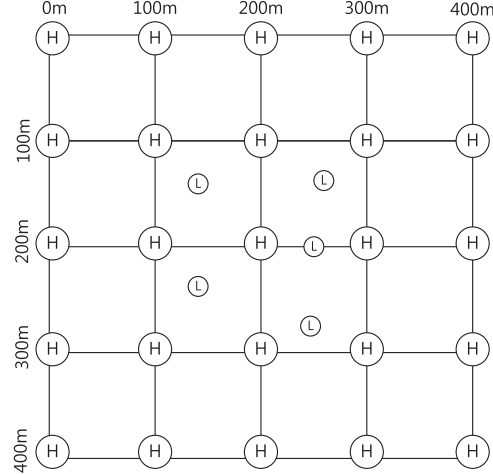 0m 100m 200m 300m 400m
H H H H H
100m H H H H H
L L
200m H H H H H
L
L
L
300m H H H H H
400m H H H H H